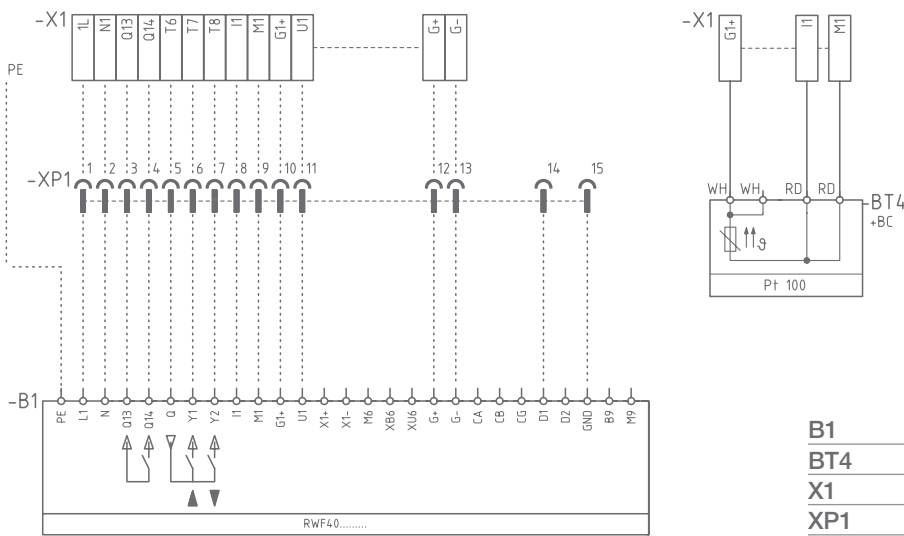 -X1
1L N1 Q13 Q14 T6 T7 T8 I1 M1 G1+ U1 G+ G-
PE
-XP1
1 2 3 4 5 6 7 8 9 10 11 12 13 14 15
-B1
PE L1 N Q13 Q14 Q Y1 Y2 I1 M1 G1+ U1 X1+ X1- M6 XB6 XU6 G+ G- CA CB CG D1 D2 GND B9 M9
RWF40.........
-X1
G1+ I1 M1
WH WH RD RD
-BT4
+BC
ϑ
Pt 100
B1
BT4
X1
XP1